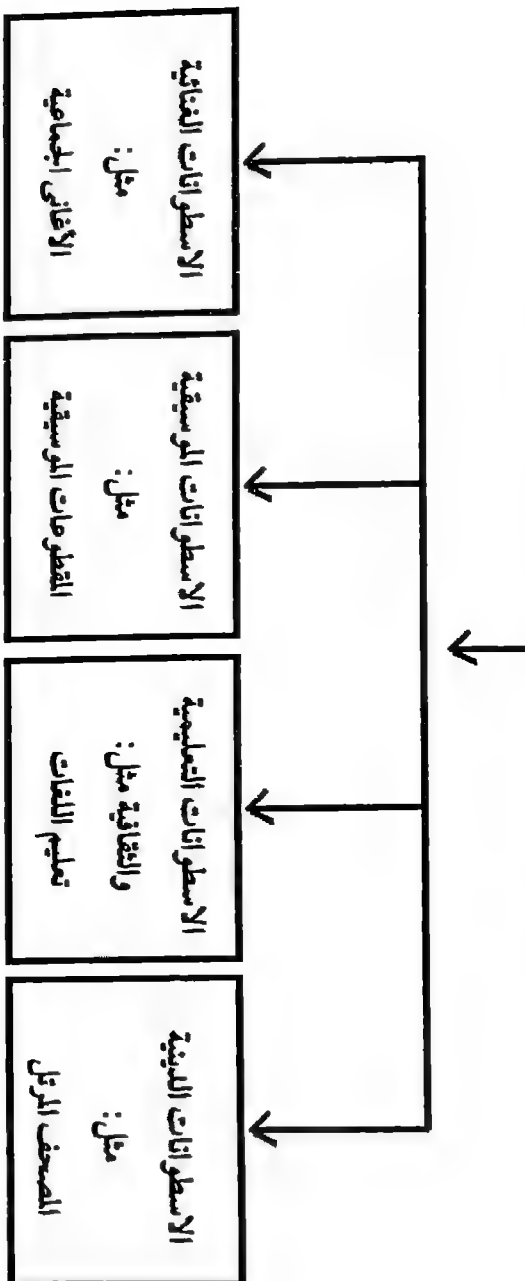 الاسطوانات الدينية
مثل:
المصحف المرتل
الاسطوانات التعليمية
والثقافية مثل:
تعليم اللغات
الاسطوانات الموسيقية
مثل:
المقطوعات الموسيقية
الاسطوانات الغنائية
مثل:
الأغانى الجماعية